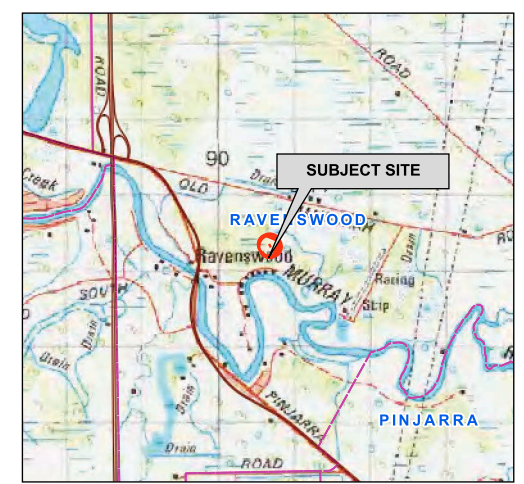 ROAD
ROAD
90
SUBJECT SITE
Creek
OLD
Drain
RAVENSWOOD
Ravenswood
Drain
MURRAY
Racing
Strip
SOUTH
Drain
Drain
PINJARRA
PINJARRA
Drain
ROAD